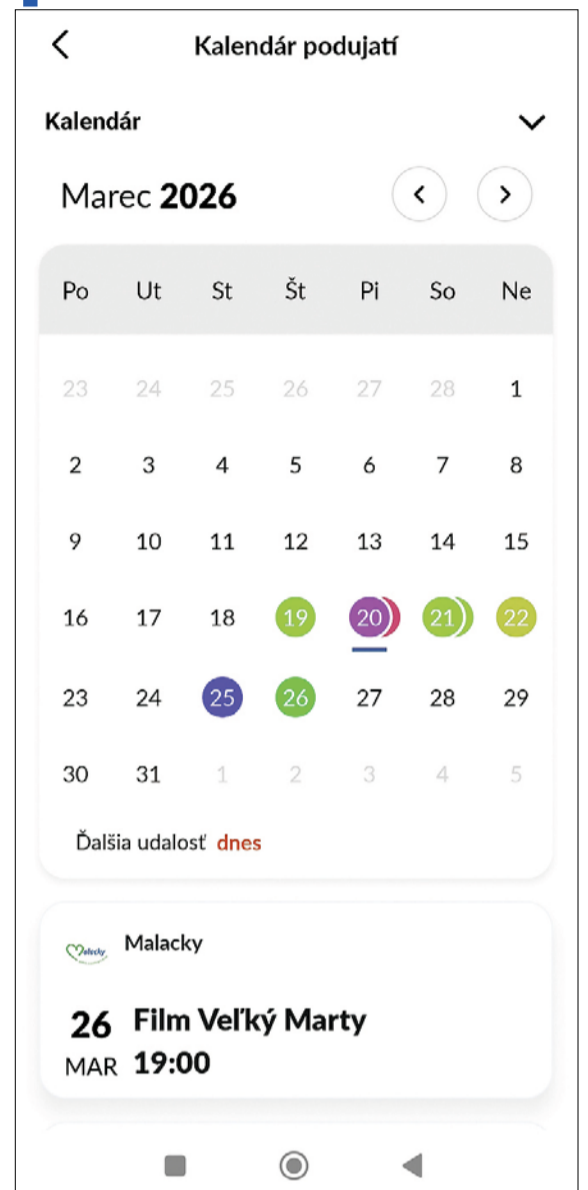 Kalendár podujatí
Kalendár
Marec 2026
Po Ut St Št Pi So Ne
23 24 25 26 27 28 1
2 3 4 5 6 7 8
9 10 11 12 13 14 15
16 17 18 19 20 21 22
23 24 25 26 27 28 29
30 31 1 2 3 4 5
Ďalšia udalosť dnes
Malacky
26 Film Veľký Marty
MAR 19:00